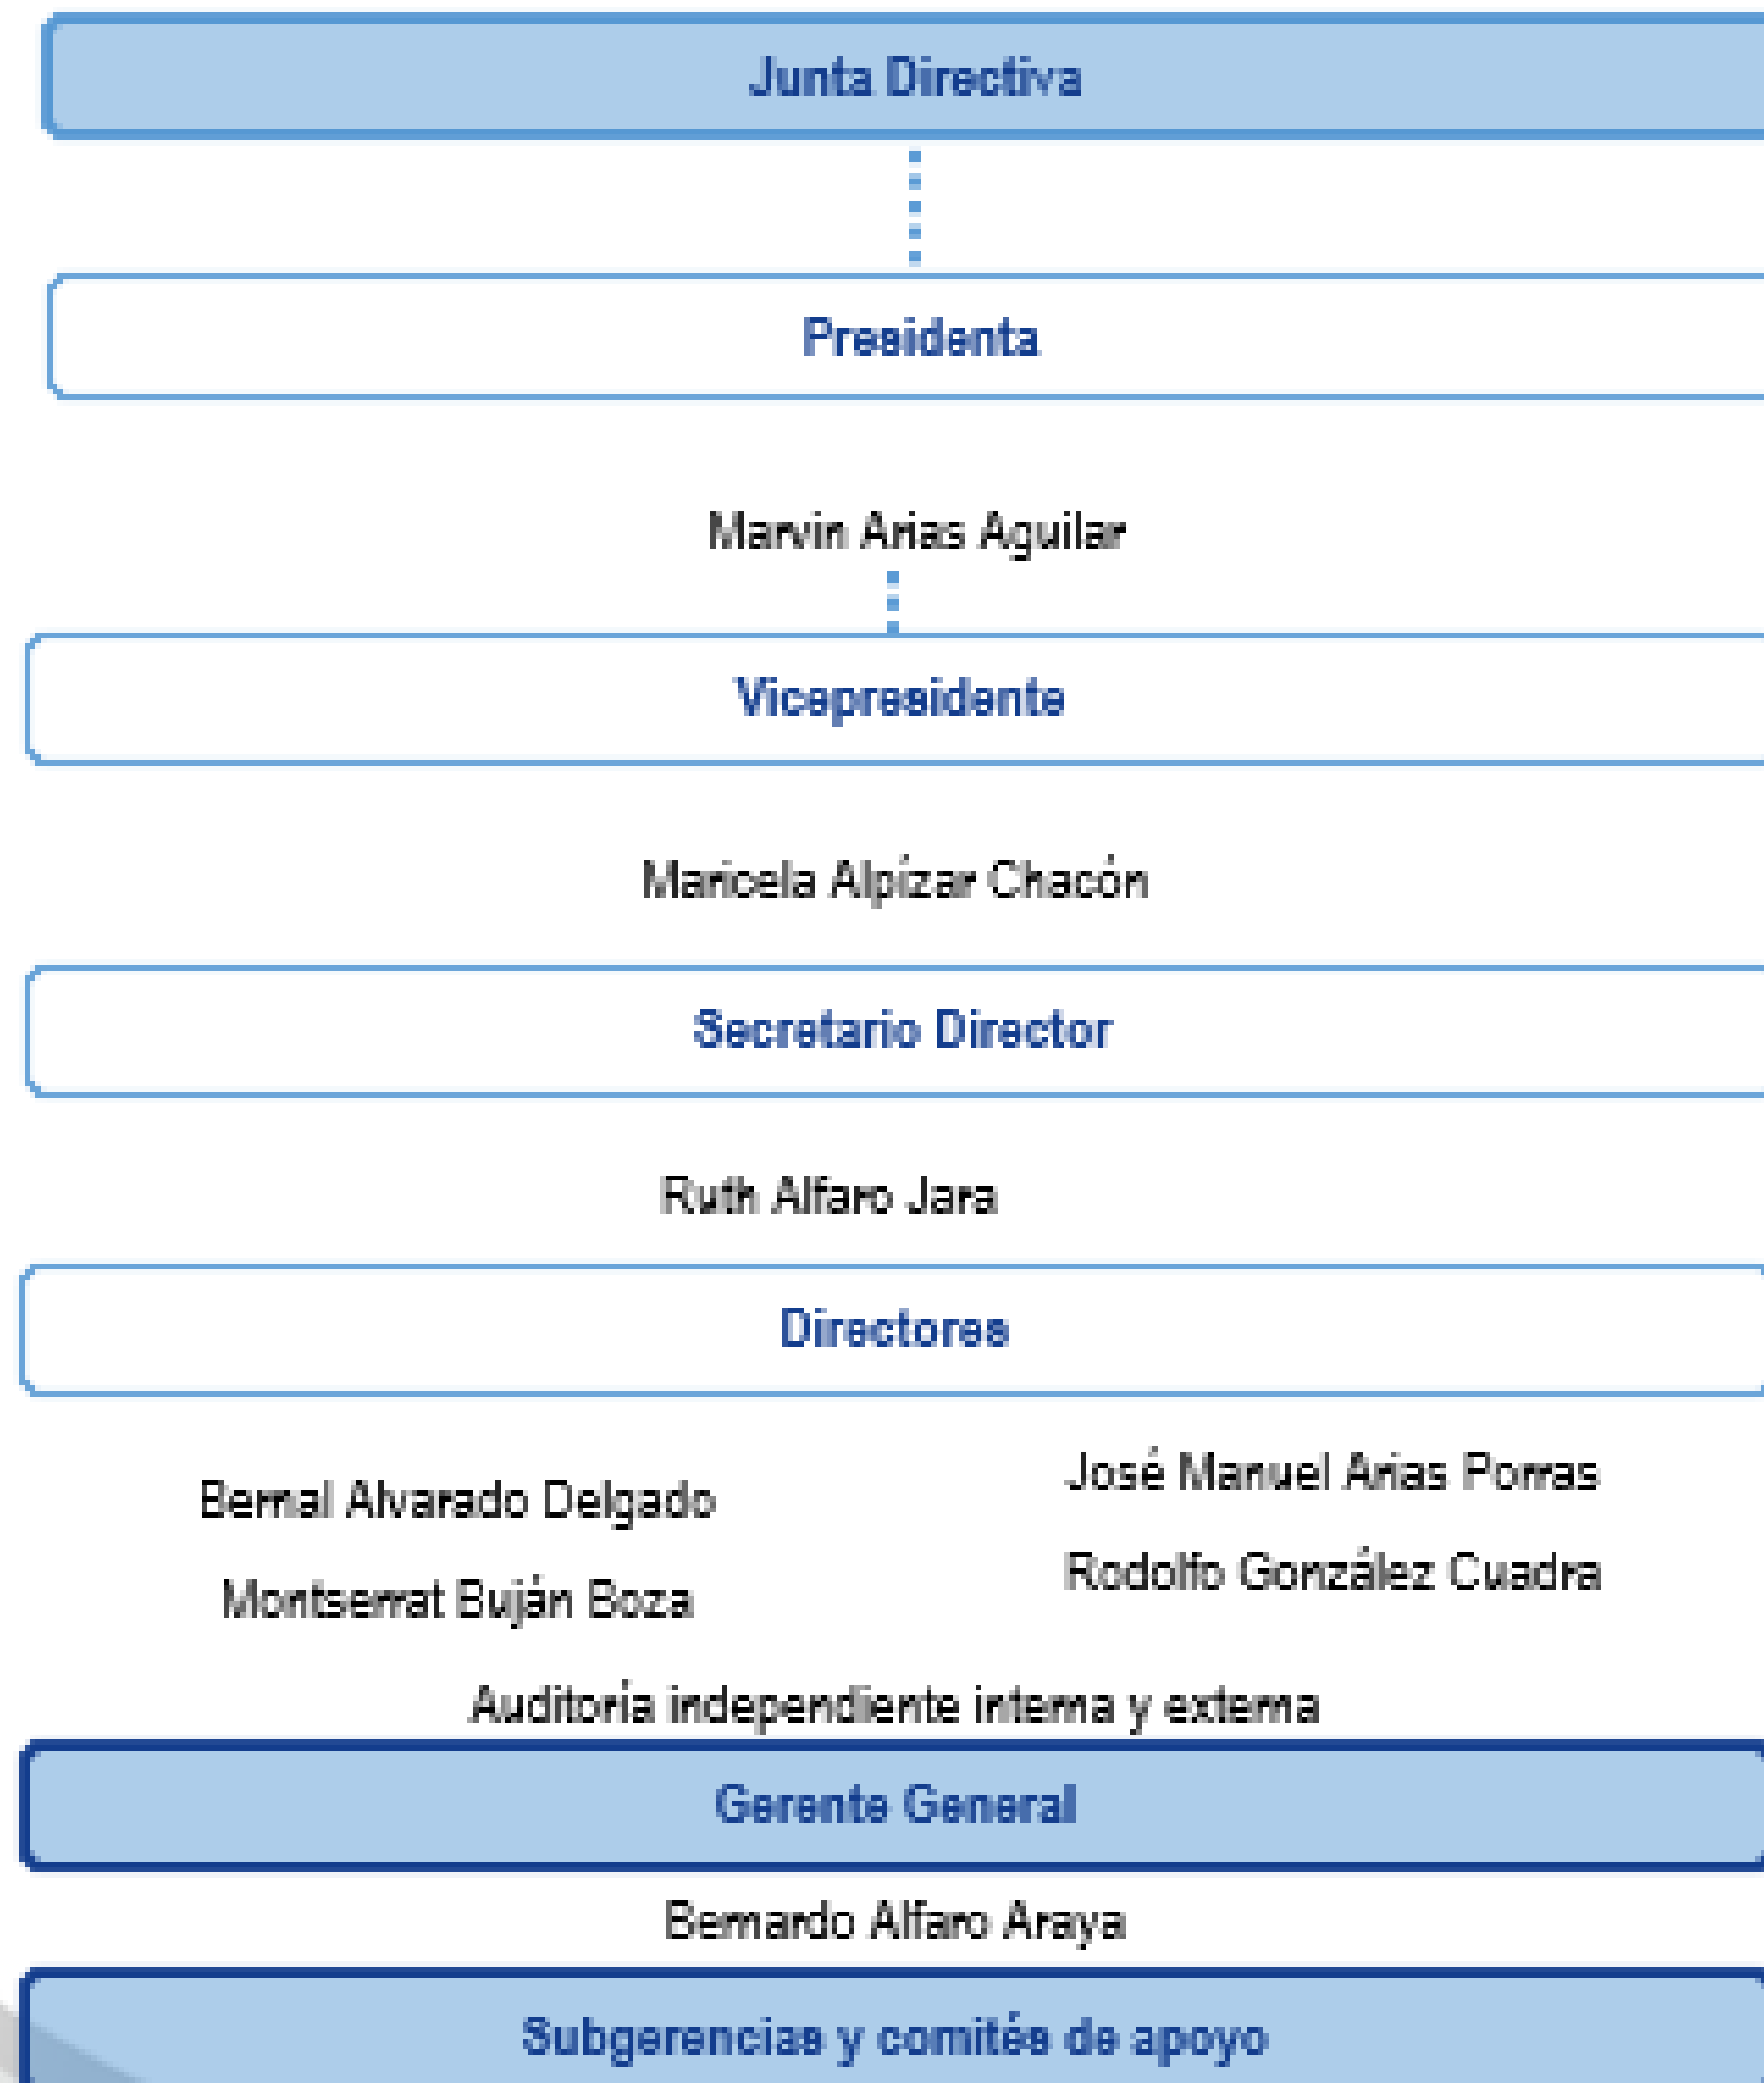 Junta Directiva
Presidenta
Marvin Arias Aguilar
Vicepresidente
Maricela Alpízar Chacón
Secretario Director
Ruth Alfaro Jara
Directores
Bernal Alvarado Delgado
Montserrat Buján Boza
José Manuel Arias Porras
Rodolfo González Cuadra
Auditoría independiente interna y externa
Gerente General
Bernardo Alfaro Araya
Subgerencias y comités de apoyo